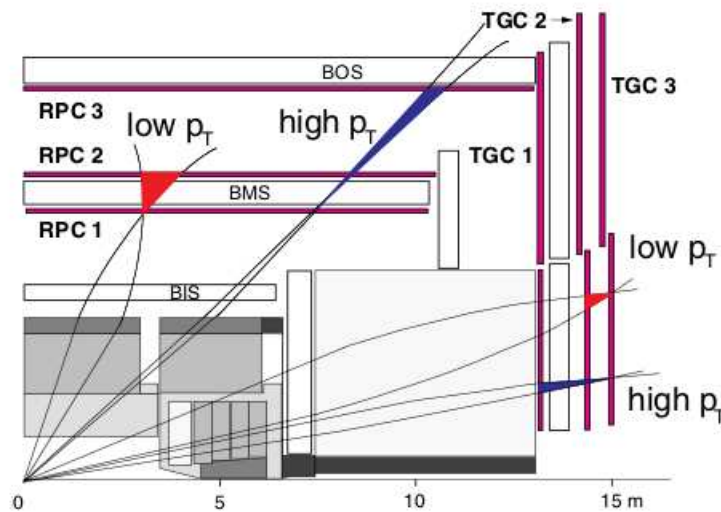 TGC 2
BOS
TGC 3
RPC 3
low pT
high pT
RPC 2
TGC 1
BMS
RPC 1
low pT
BIS
high pT
0 5 10 15 m